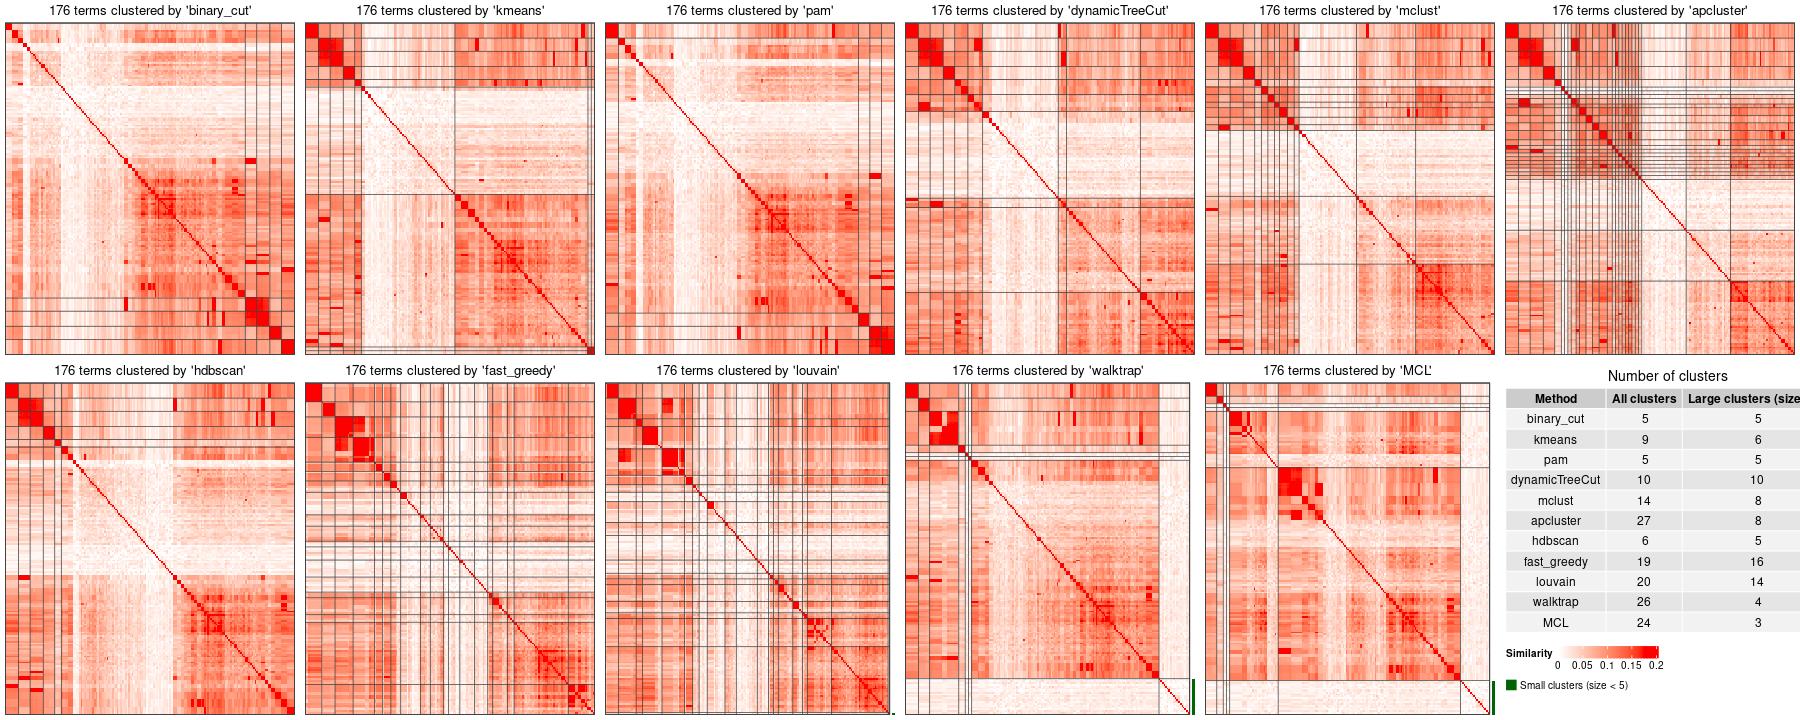 176 terms clustered by 'binary_cut'
176 terms clustered by 'kmeans'
176 terms clustered by 'pam'
176 terms clustered by 'dynamicTreeCut'
176 terms clustered by 'mclust'
176 terms clustered by 'apcluster'
176 terms clustered by 'hdbscan'
176 terms clustered by 'fast_greedy'
176 terms clustered by 'louvain'
176 terms clustered by 'walktrap'
176 terms clustered by 'MCL'
Number of clusters
Method All clusters Large clusters (size
binary_cut 5 5
kmeans 9 6
pam 5 5
dynamicTreeCut 10 10
mclust 14 8
apcluster 27 8
hdbscan 6 5
fast_greedy 19 16
louvain 20 14
walktrap 26 4
MCL 24 3
Similarity
0 0.05 0.1 0.15 0.2
Small clusters (size < 5)